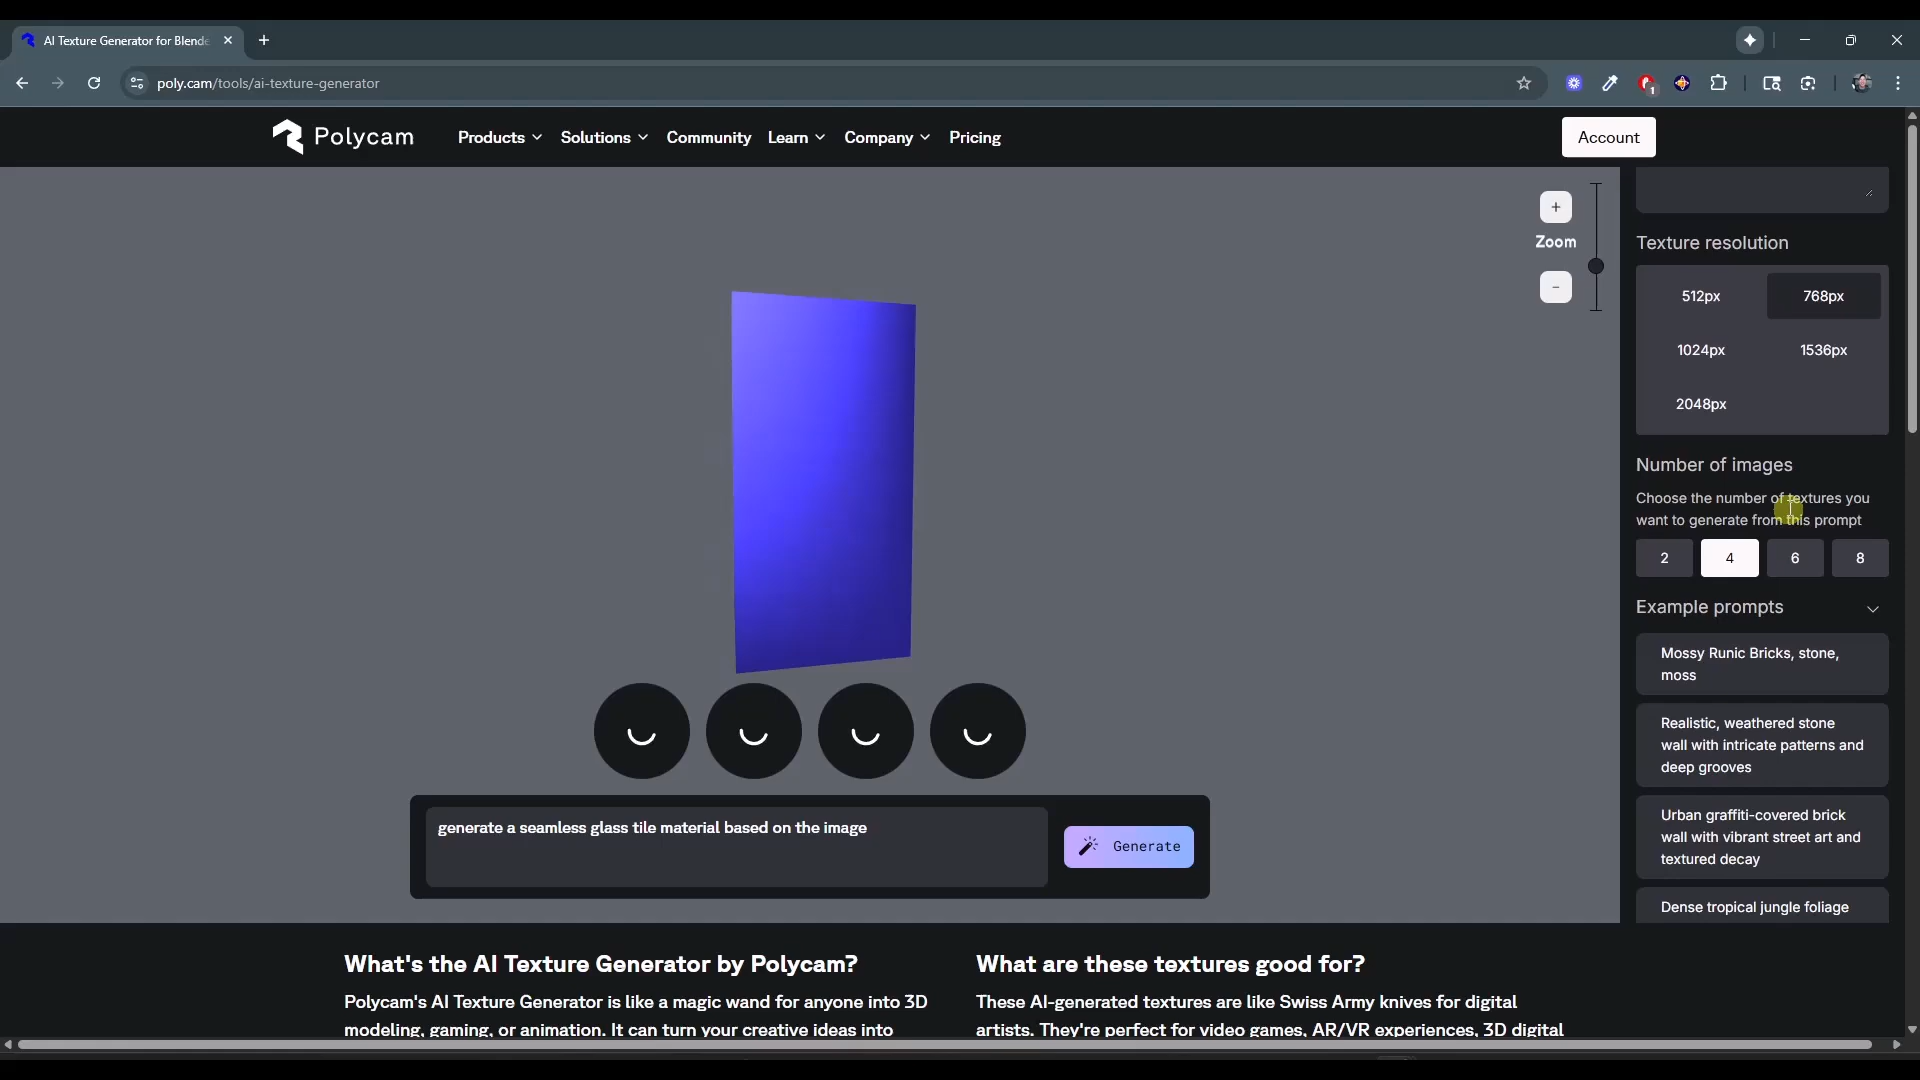 AI Texture Generator for Blende
poly.cam/tools/ai-texture-generator
1
Polycam
Products
Solutions
Community
Learn
Company
Pricing
Account
+
Zoom
-
Texture resolution
512px
768px
1024px
1536px
2048px
Number of images
Choose the number of textures you
want to generate from this prompt
2
4
6
8
Example prompts
Mossy Runic Bricks, stone,
moss
Realistic, weathered stone
wall with intricate patterns and
deep grooves
Urban graffiti-covered brick
wall with vibrant street art and
textured decay
Dense tropical jungle foliage
generate a seamless glass tile material based on the image
Generate
What's the AI Texture Generator by Polycam?
Polycam's AI Texture Generator is like a magic wand for anyone into 3D
modeling, gaming, or animation. It can turn your creative ideas into
What are these textures good for?
These AI-generated textures are like Swiss Army knives for digital
artists. They're perfect for video games, AR/VR experiences, 3D digital